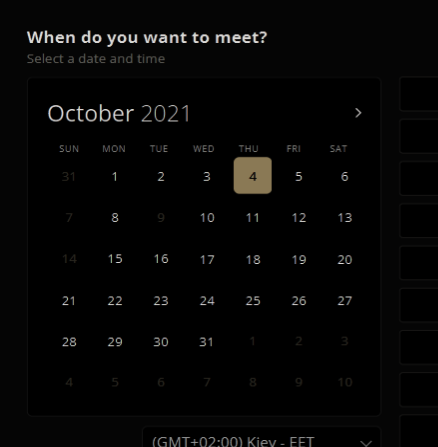 When do you want to meet?
Select a date and time
October 2021
SUN MON TUE WED THU FRI SAT
31 1 2 3 4 5 6
7 8 9 10 11 12 13
14 15 16 17 18 19 20
21 22 23 24 25 26 27
28 29 30 31 1 2 3
4 5 6 7 8 9 10
(GMT+02:00) Kiev - EET